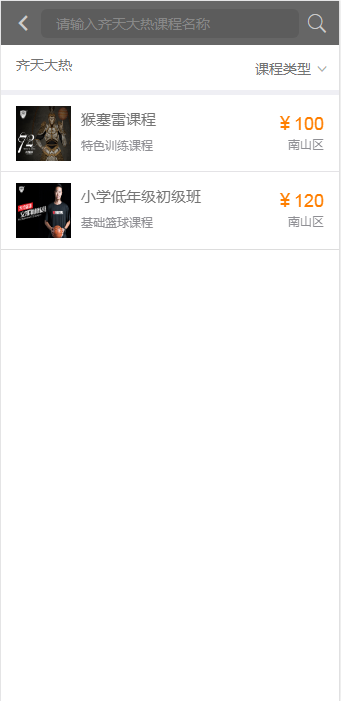 请输入齐天大热课程名称
齐天大热
课程类型
猴塞雷课程
¥ 100
特色训练课程
南山区
72
小学低年级初级班
¥ 120
基础篮球课程
南山区